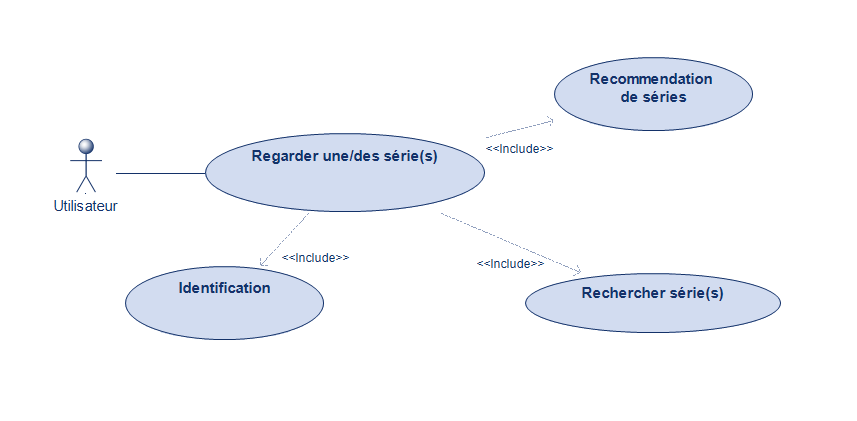 Recommendation
de séries
<<Include>>
Regarder une/des série(s)
Utilisateur
<<Include>>
<<Include>>
Identification
Rechercher série(s)